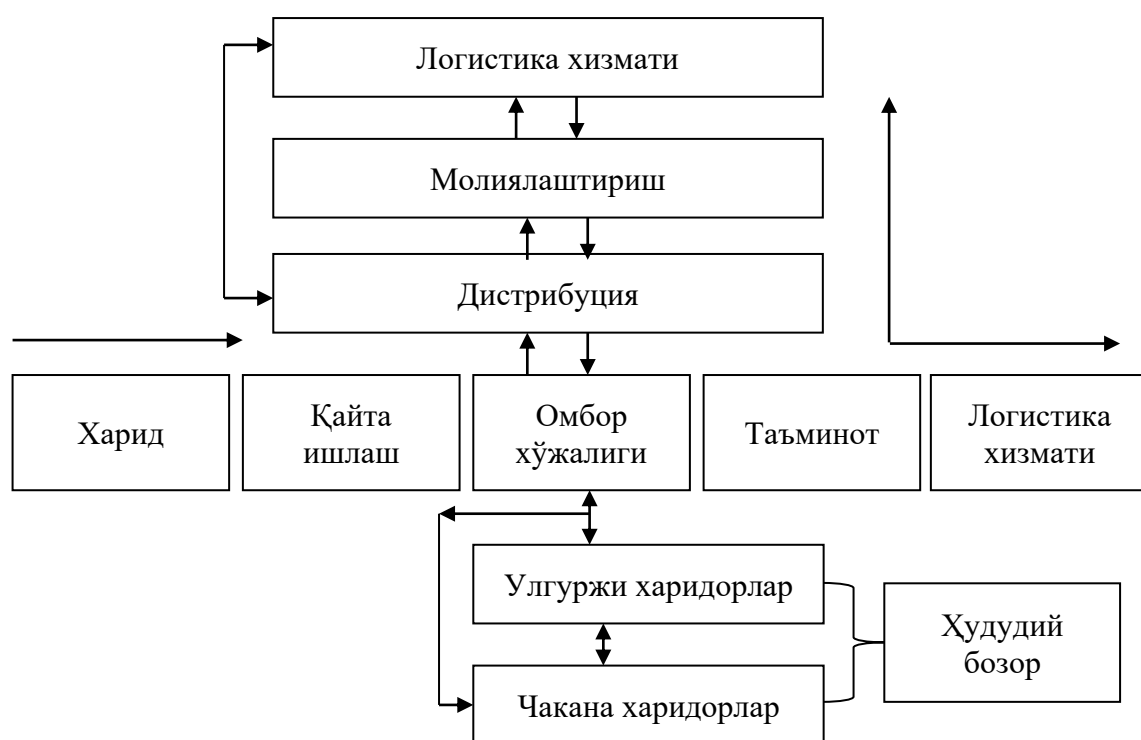 Логистика хизмати
Молиялаштириш
Дистрибуция
Харид
Қайта
ишлаш
Омбор
хўжалиги
Таъминот
Логистика
хизмати
Улгуржи харидорлар
Чакана харидорлар
Ҳудудий
бозор